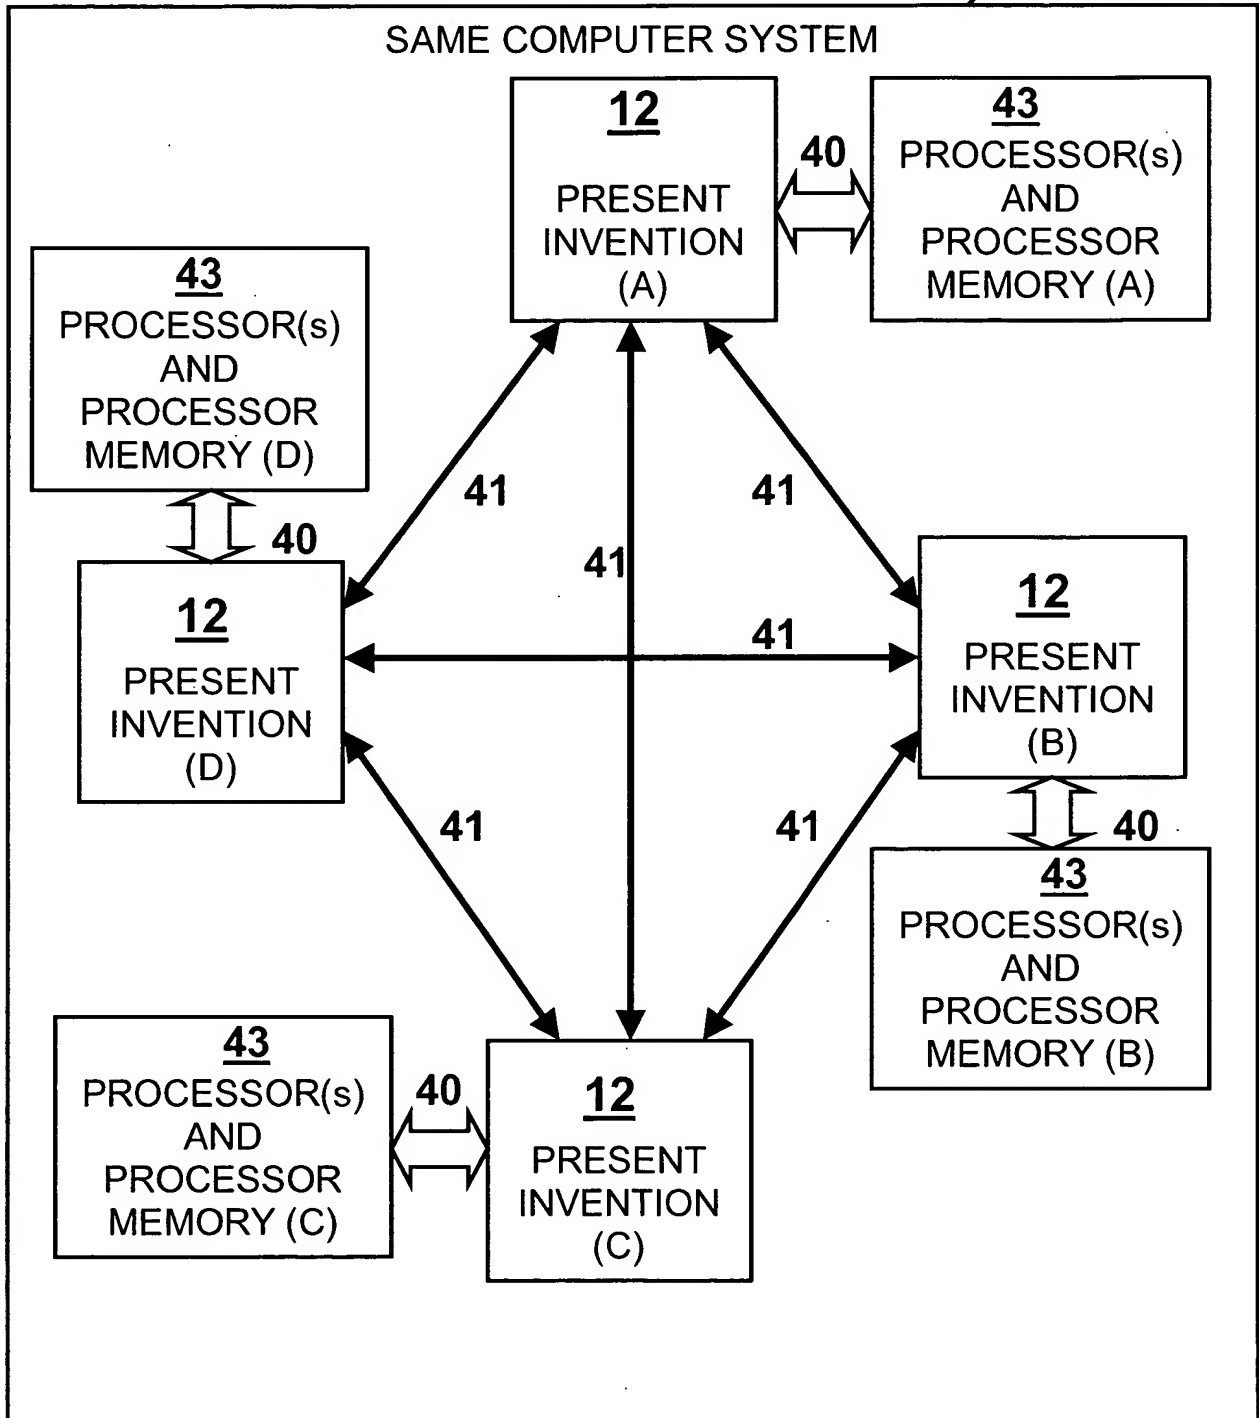 SAME COMPUTER SYSTEM
12
PRESENT
INVENTION
(A)
40
43
PROCESSOR(s)
AND
PROCESSOR
MEMORY (A)
43
PROCESSOR(s)
AND
PROCESSOR
MEMORY (D)
40
41
41
41
41
12
PRESENT
INVENTION
(D)
12
PRESENT
INVENTION
(B)
40
41
41
43
PROCESSOR(s)
AND
PROCESSOR
MEMORY (B)
43
PROCESSOR(s)
AND
PROCESSOR
MEMORY (C)
40
12
PRESENT
INVENTION
(C)